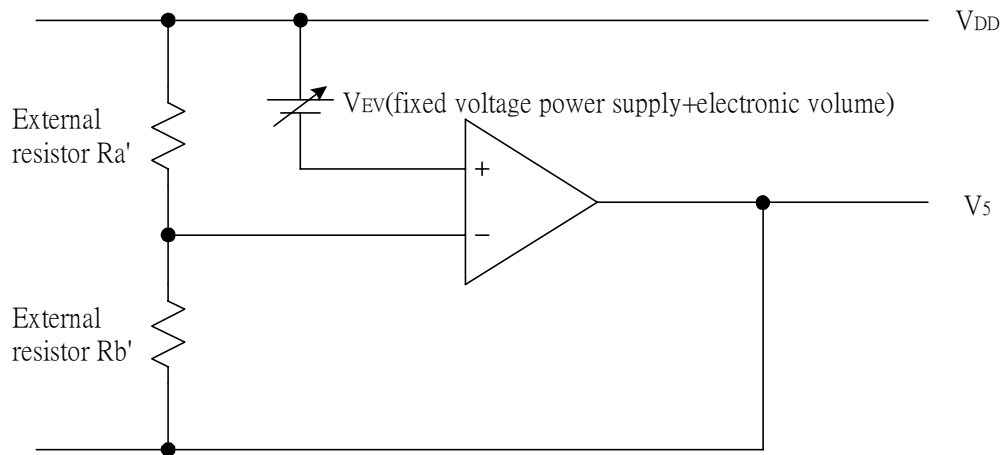 VDD
VEV(fixed voltage power supply+electronic volume)
External
resistor Ra'
+
V5
−
External
resistor Rb'